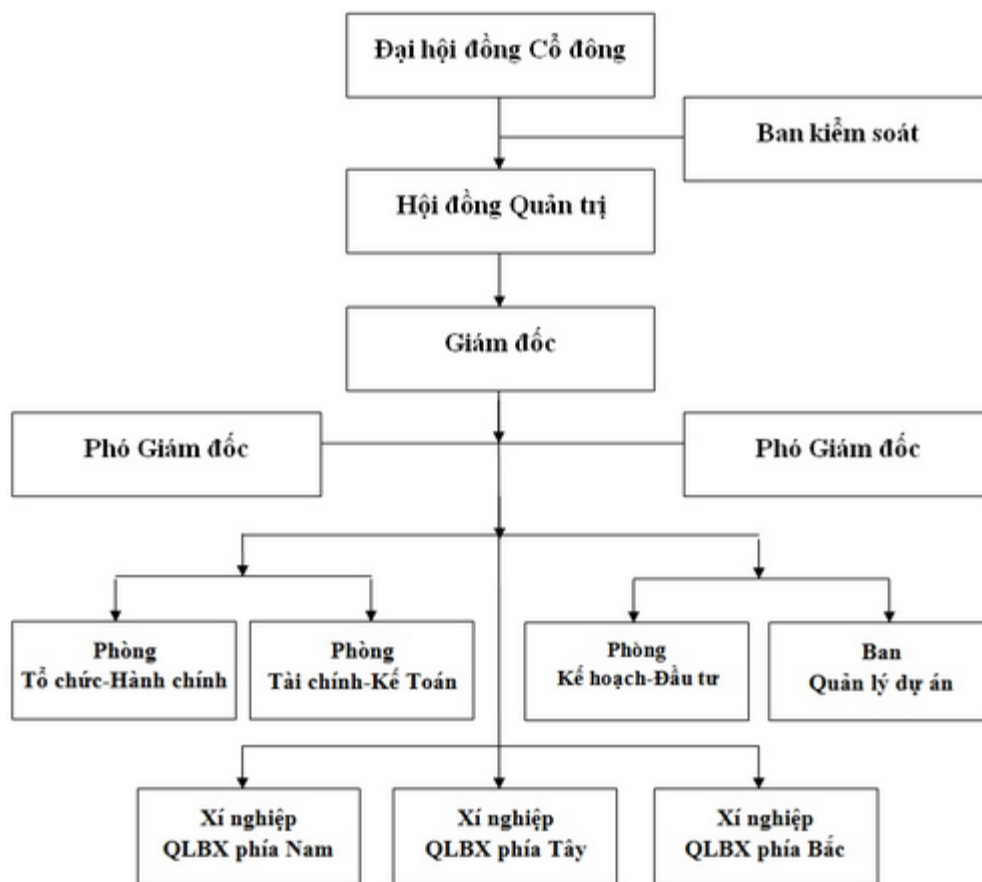 Đại hội đồng Cổ đông
Ban kiểm soát
Hội đồng Quản trị
Giám đốc
Phó Giám đốc
Phó Giám đốc
Phòng
Tổ chức-Hành chính
Phòng
Tài chính-Kế Toán
Phòng
Kế hoạch-Đầu tư
Ban
Quản lý dự án
Xí nghiệp
QLBX phía Nam
Xí nghiệp
QLBX phía Tây
Xí nghiệp
QLBX phía Bắc